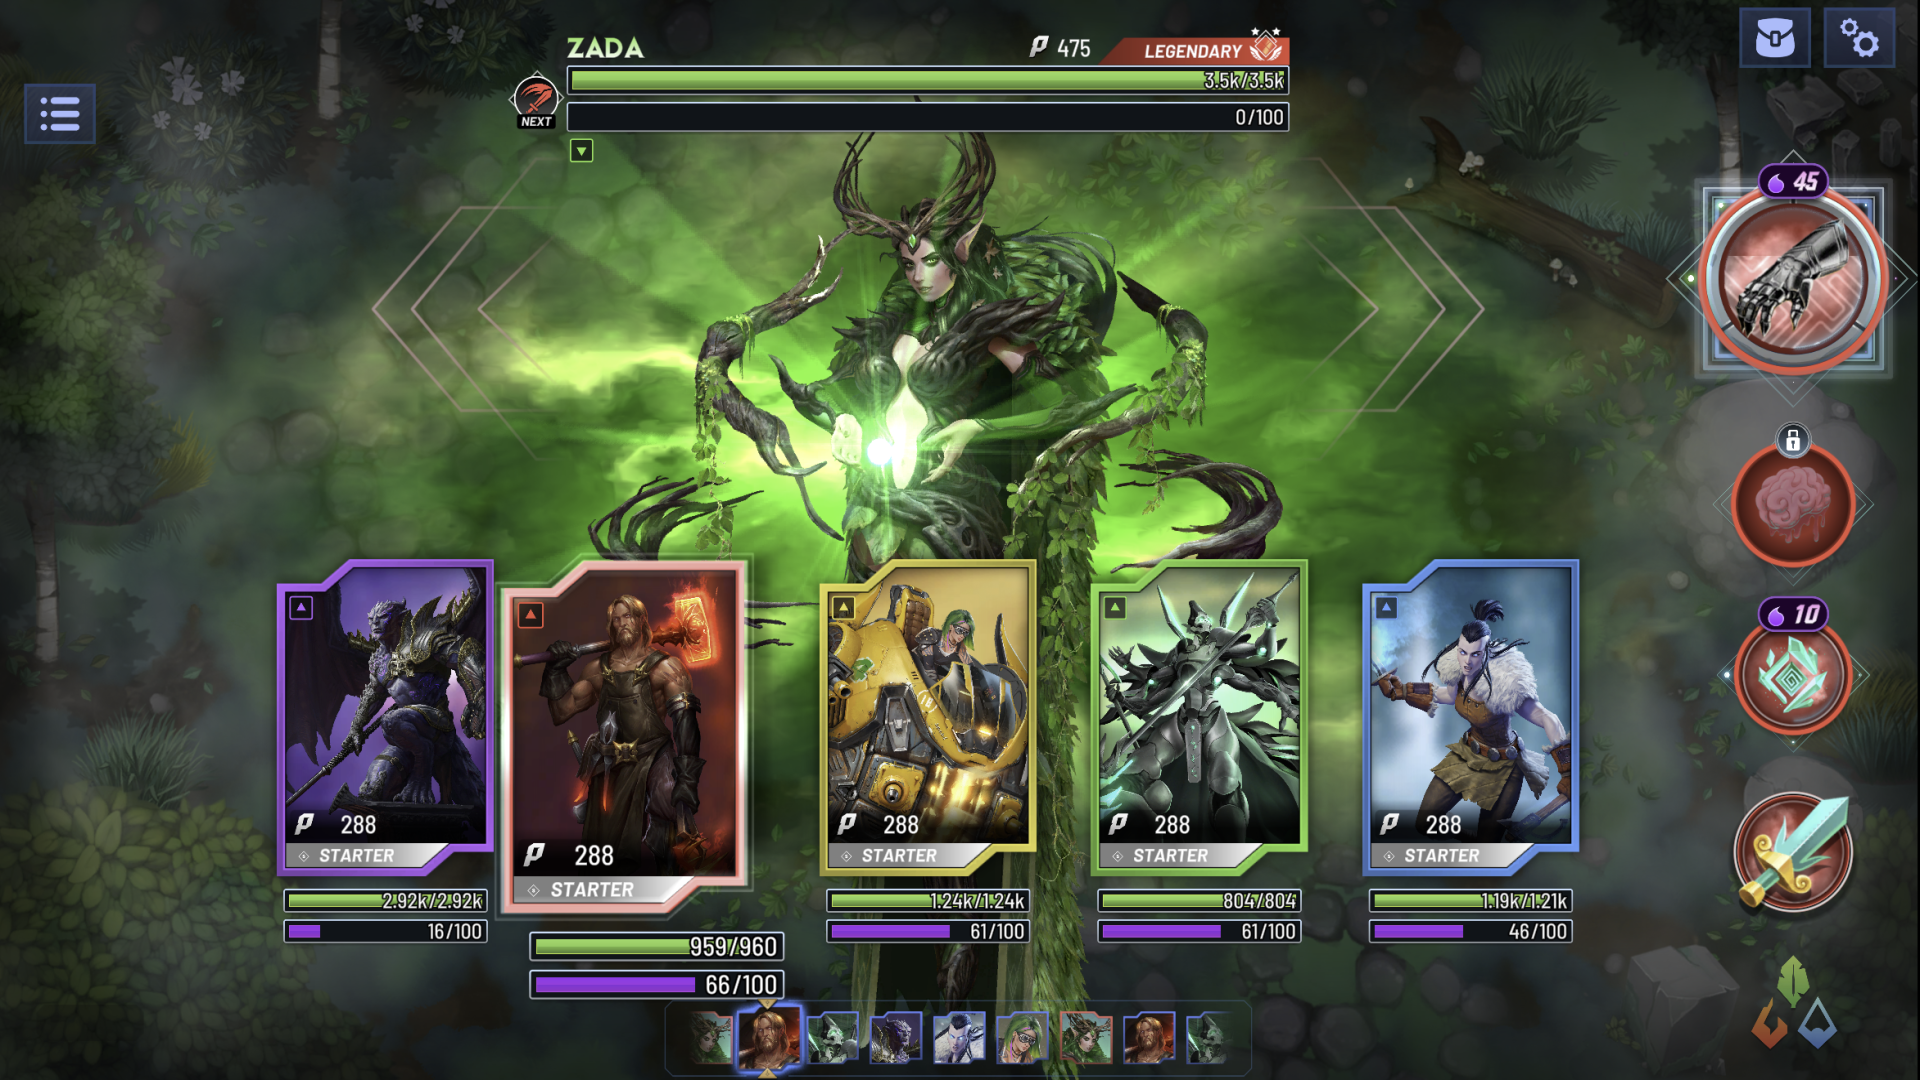 ZADA
475
LEGENDARY
3.5k/3.5k
NEXT
0/100
45
10
288
STARTER
2.92k/2.92k
16/100
288
STARTER
959/960
66/100
288
STARTER
1.24k/1.24k
61/100
288
STARTER
804/804
61/100
288
STARTER
1.19k/1.21k
46/100